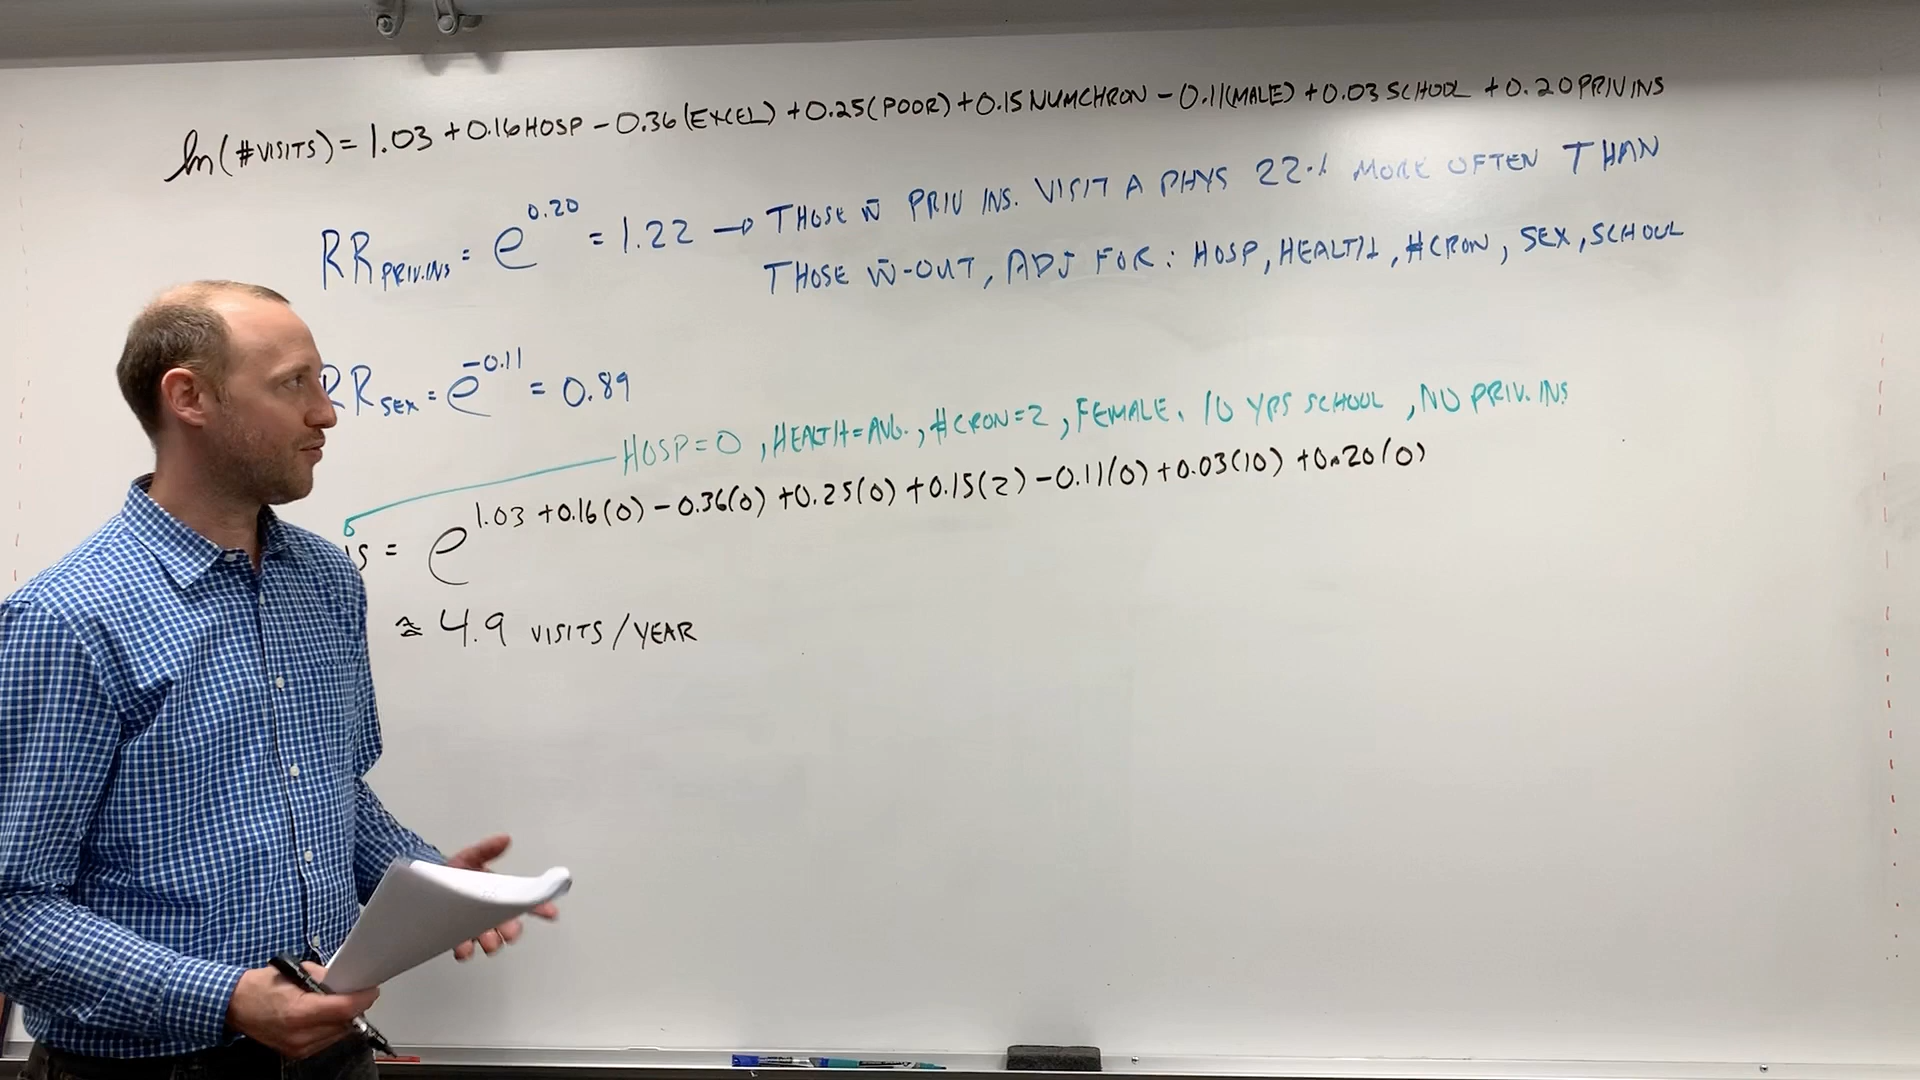 ln(#VISITS) = 1.03 + 0.16 HOSP - 0.36 (EXCEL) + 0.25 (POOR) + 0.15 NUMCHRON - 0.11 (MALE) + 0.03 SCHOOL + 0.20 PRIV INS
RR PRIV.INS = e^0.20 = 1.22 → THOSE W̄ PRIV INS. VISIT A PHYS 22% MORE OFTEN THAN
THOSE W̄-OUT, ADJ FOR: HOSP, HEALTH, #CRON, SEX, SCHOOL
RR SEX = e^-0.11 = 0.89
HOSP=0, HEALTH=AVG., #CRON=2, FEMALE, 10 YRS SCHOOL, NO PRIV. INS
= e^1.03 + 0.16(0) - 0.36(0) + 0.25(0) + 0.15(2) - 0.11(0) + 0.03(10) + 0.20(0)
≈ 4.9 VISITS/YEAR